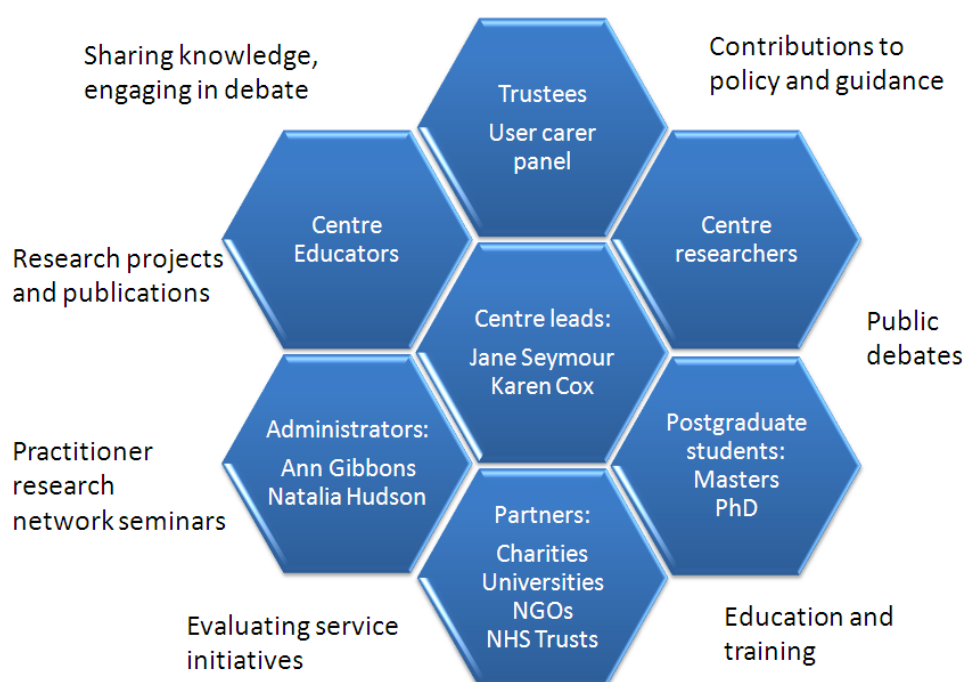 Sharing knowledge,
engaging in debate
Contributions to
policy and guidance
Trustees
User carer
panel
Centre
Educators
Centre
researchers
Research projects
and publications
Centre leads:
Jane Seymour
Karen Cox
Public
debates
Administrators:
Ann Gibbons
Natalia Hudson
Postgraduate
students:
Masters
PhD
Practitioner
research
network seminars
Partners:
Charities
Universities
NGOs
NHS Trusts
Evaluating service
initiatives
Education and
training